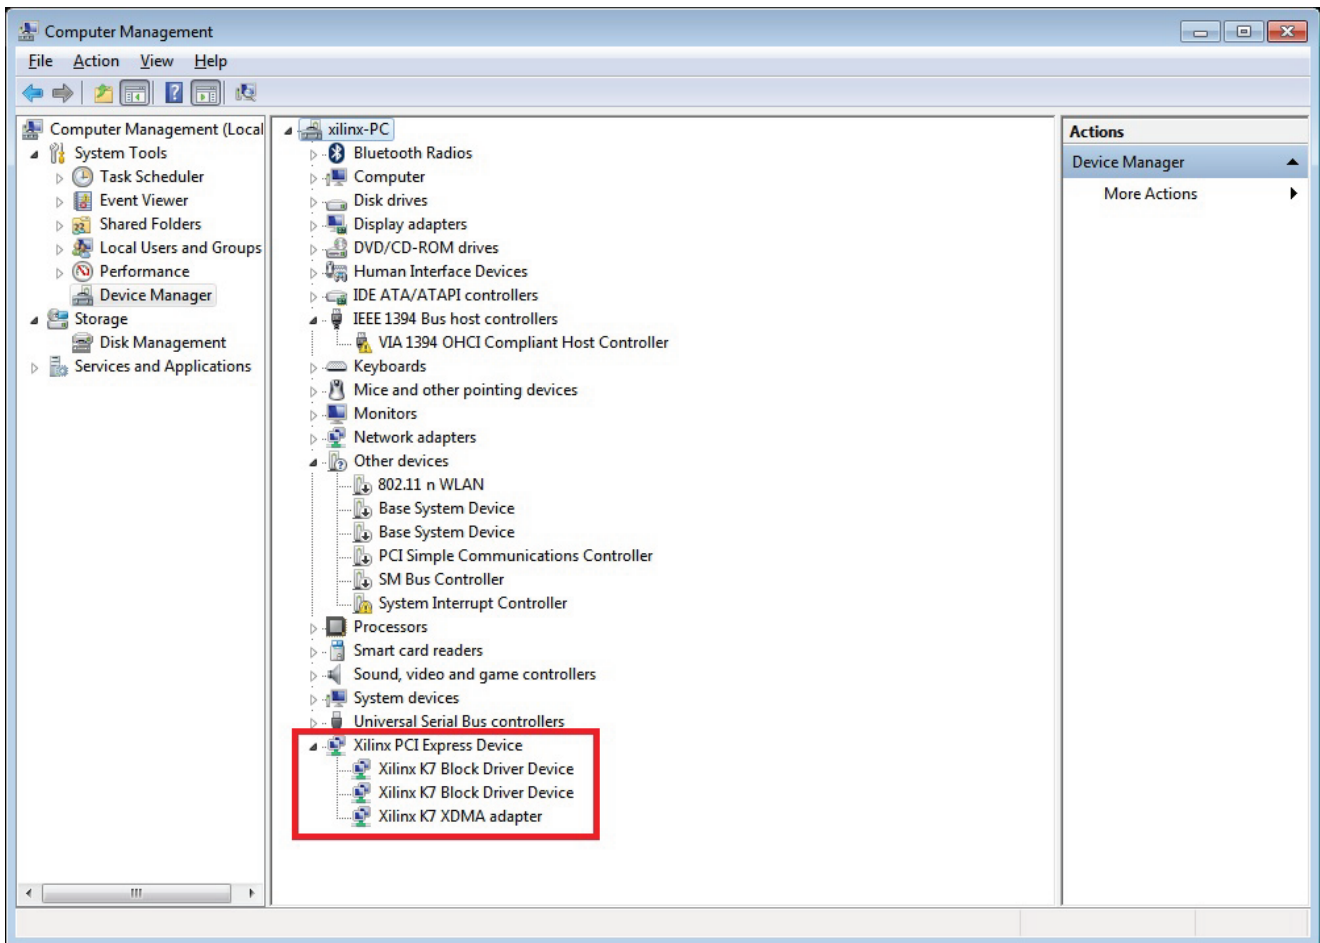 Computer Management
File Action View Help
Computer Management (Local
System Tools
Task Scheduler
Event Viewer
Shared Folders
Local Users and Groups
Performance
Device Manager
Storage
Disk Management
Services and Applications
xilinx-PC
Bluetooth Radios
Computer
Disk drives
Display adapters
DVD/CD-ROM drives
Human Interface Devices
IDE ATA/ATAPI controllers
IEEE 1394 Bus host controllers
VIA 1394 OHCI Compliant Host Controller
Keyboards
Mice and other pointing devices
Monitors
Network adapters
Other devices
802.11 n WLAN
Base System Device
Base System Device
PCI Simple Communications Controller
SM Bus Controller
System Interrupt Controller
Processors
Smart card readers
Sound, video and game controllers
System devices
Universal Serial Bus controllers
Xilinx PCI Express Device
Xilinx K7 Block Driver Device
Xilinx K7 Block Driver Device
Xilinx K7 XDMA adapter
Actions
Device Manager
More Actions